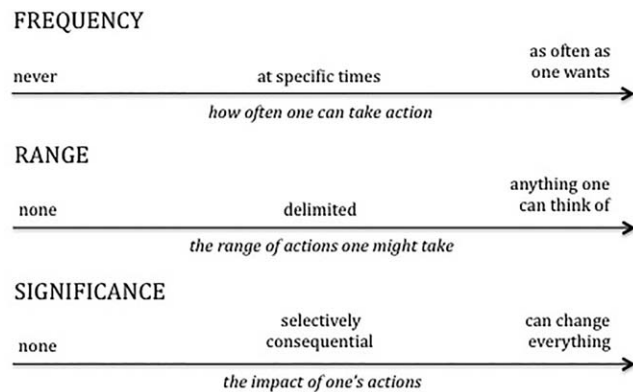 FREQUENCY
never
at specific times
as often as
one wants
how often one can take action
RANGE
none
delimited
anything one
can think of
the range of actions one might take
SIGNIFICANCE
none
selectively
consequential
can change
everything
the impact of one's actions